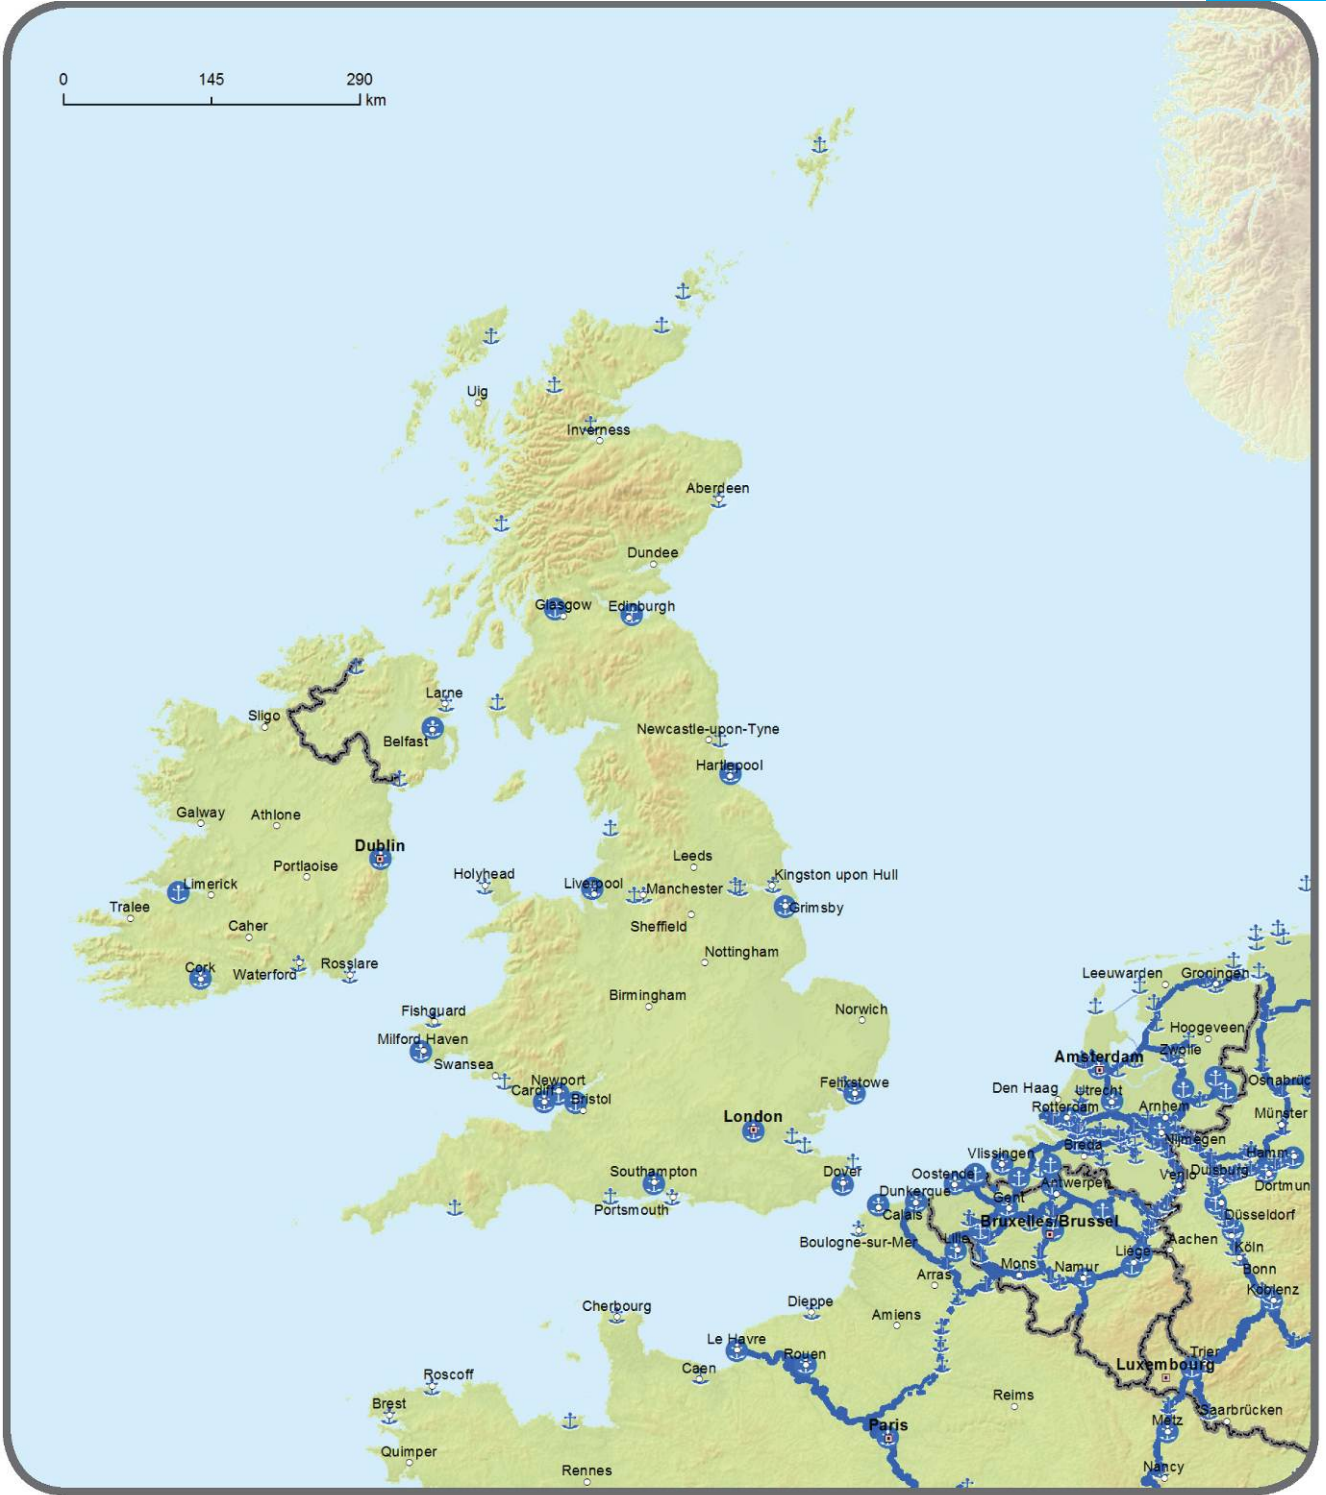 0 145 290
km
Uig
Inverness
Aberdeen
Dundee
Glasgow
Edinburgh
Larne
Sligo
Belfast
Newcastle-upon-Tyne
Hartlepool
Galway
Athlone
Dublin
Portlaoise
Limerick
Tralee
Caher
Cork
Waterford
Rosslare
Leeds
Holyhead
Liverpool
Manchester
Kingston upon Hull
Grimsby
Sheffield
Nottingham
Birmingham
Norwich
Fishguard
Milford Haven
Swansea
Newport
Cardiff
Bristol
Felixstowe
London
Southampton
Portsmouth
Dover
Leeuwarden
Groningen
Hoogeveen
Zwolle
Amsterdam
Den Haag
Utrecht
Osnabrüc
Rotterdam
Arnhem
Münster
Nijmegen
Breda
Vlissingen
Hamm
Oostende
Venlo
Duisburg
Dortmun
Dunkerque
Antwerpen
Gent
Calais
Düsseldorf
Bruxelles/Brussel
Boulogne-sur-Mer
Lille
Aachen
Liège
Köln
Mons
Namur
Bonn
Arras
Koblenz
Cherbourg
Dieppe
Amiens
Le Havre
Rouen
Trier
Luxembourg
Caen
Roscoff
Reims
Brest
Paris
Metz
Saarbrücken
Quimper
Rennes
Nancy